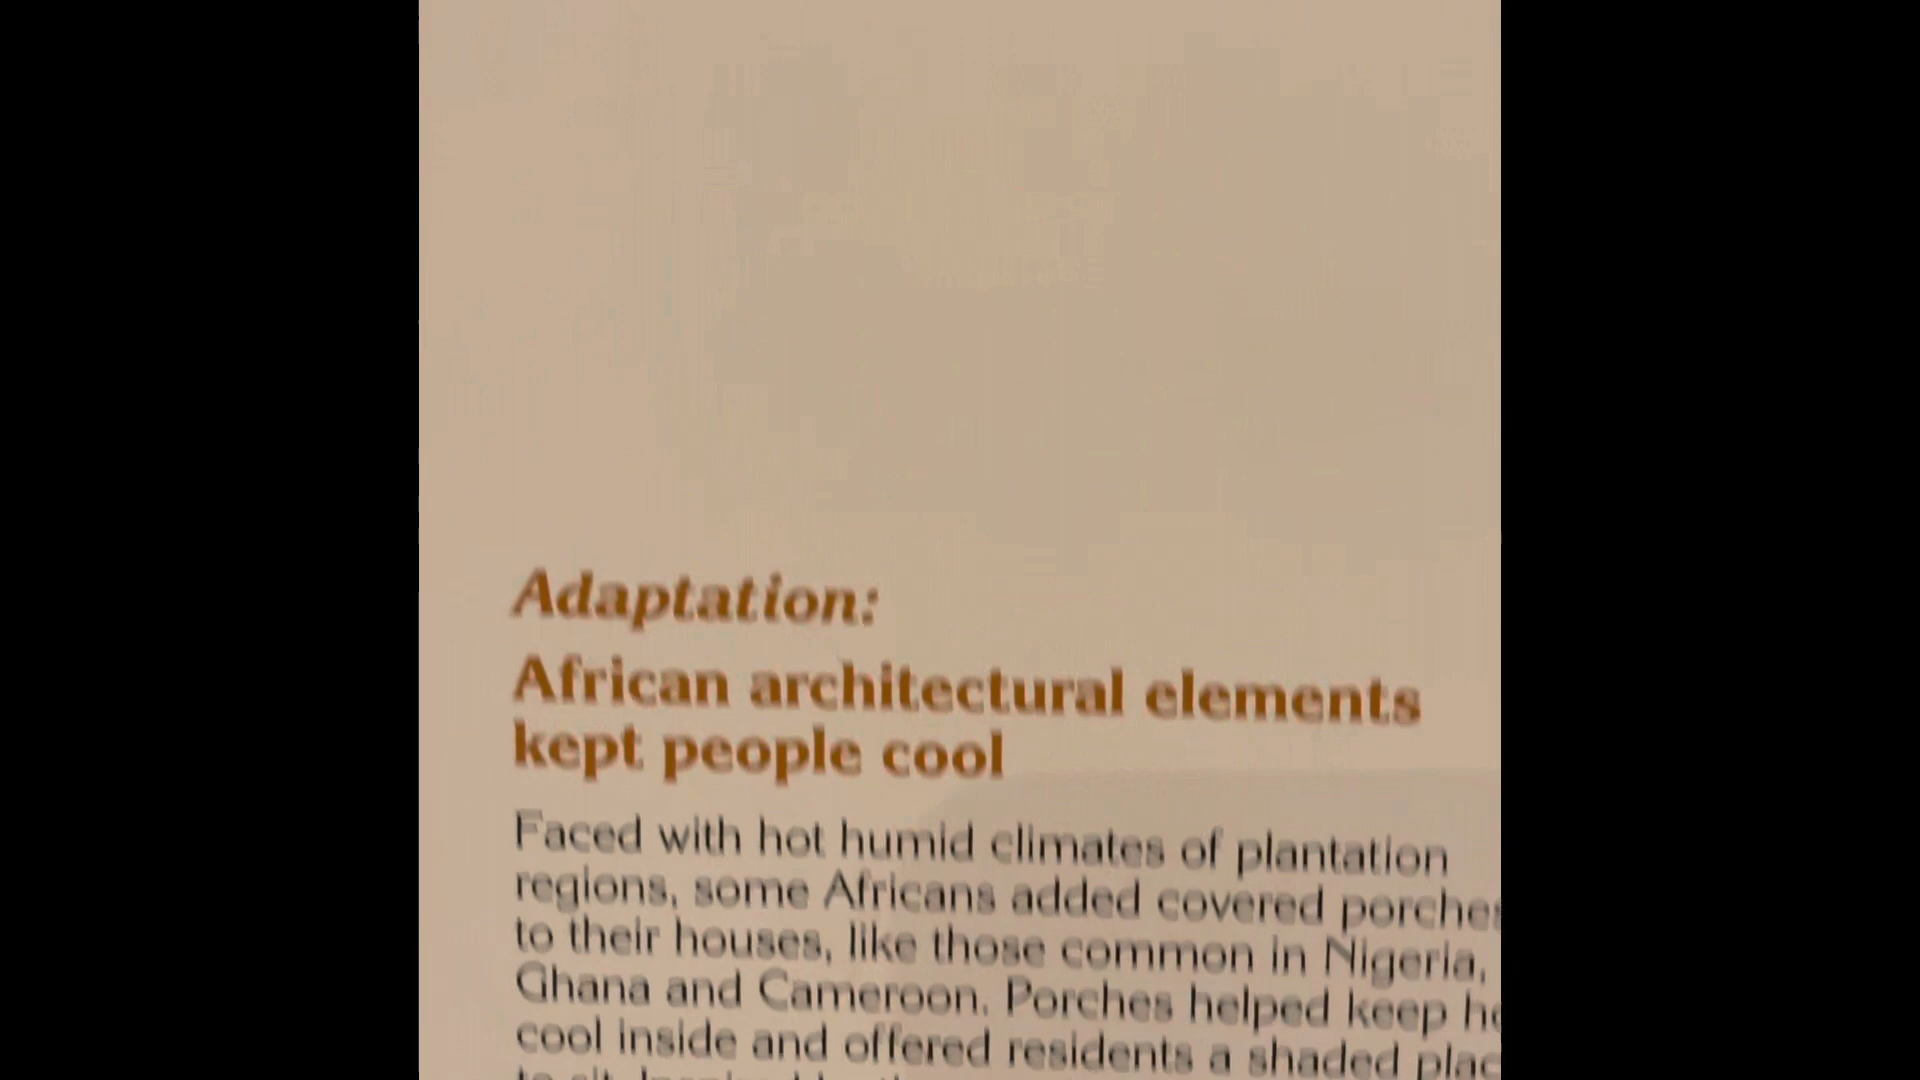 Adaptation:
African architectural elements
kept people cool
Faced with hot humid climates of plantation
regions, some Africans added covered porches
to their houses, like those common in Nigeria,
Ghana and Cameroon. Porches helped keep
cool inside and offered residents a shaded